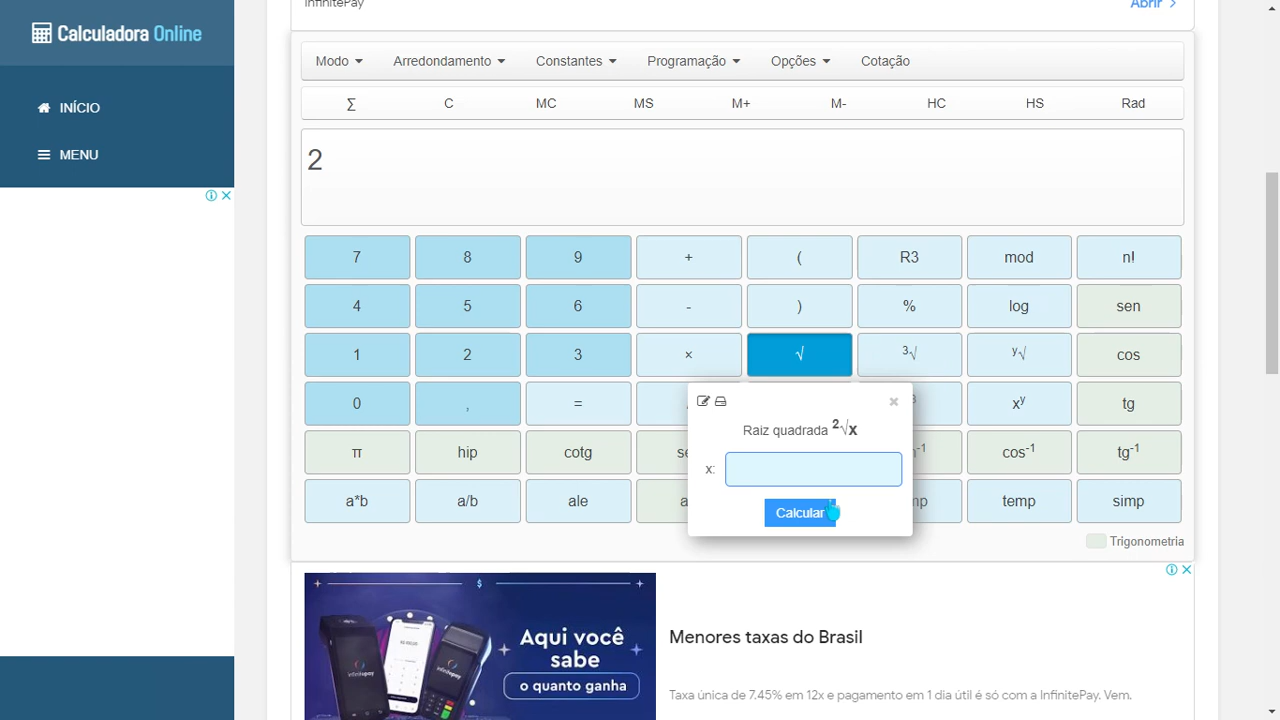 InfinitePay
Abrir
Calculadora Online
INÍCIO
MENU
Modo Arredondamento Constantes Programação Opções Cotação
∑ C MC MS M+ M- HC HS Rad
2
7 8 9 + ( R3 mod n!
4 5 6 - ) % log sen
1 2 3 × √ ³√ ʸ√ cos
0 , = xʸ tg
Raiz quadrada ²√x
π hip cotg cos⁻¹ tg⁻¹
x:
a*b a/b ale temp simp
Calcular
Trigonometria
Aqui você
sabe
o quanto ganha
Menores taxas do Brasil
Taxa única de 7.45% em 12x e pagamento em 1 dia útil é só com a InfinitePay. Vem.